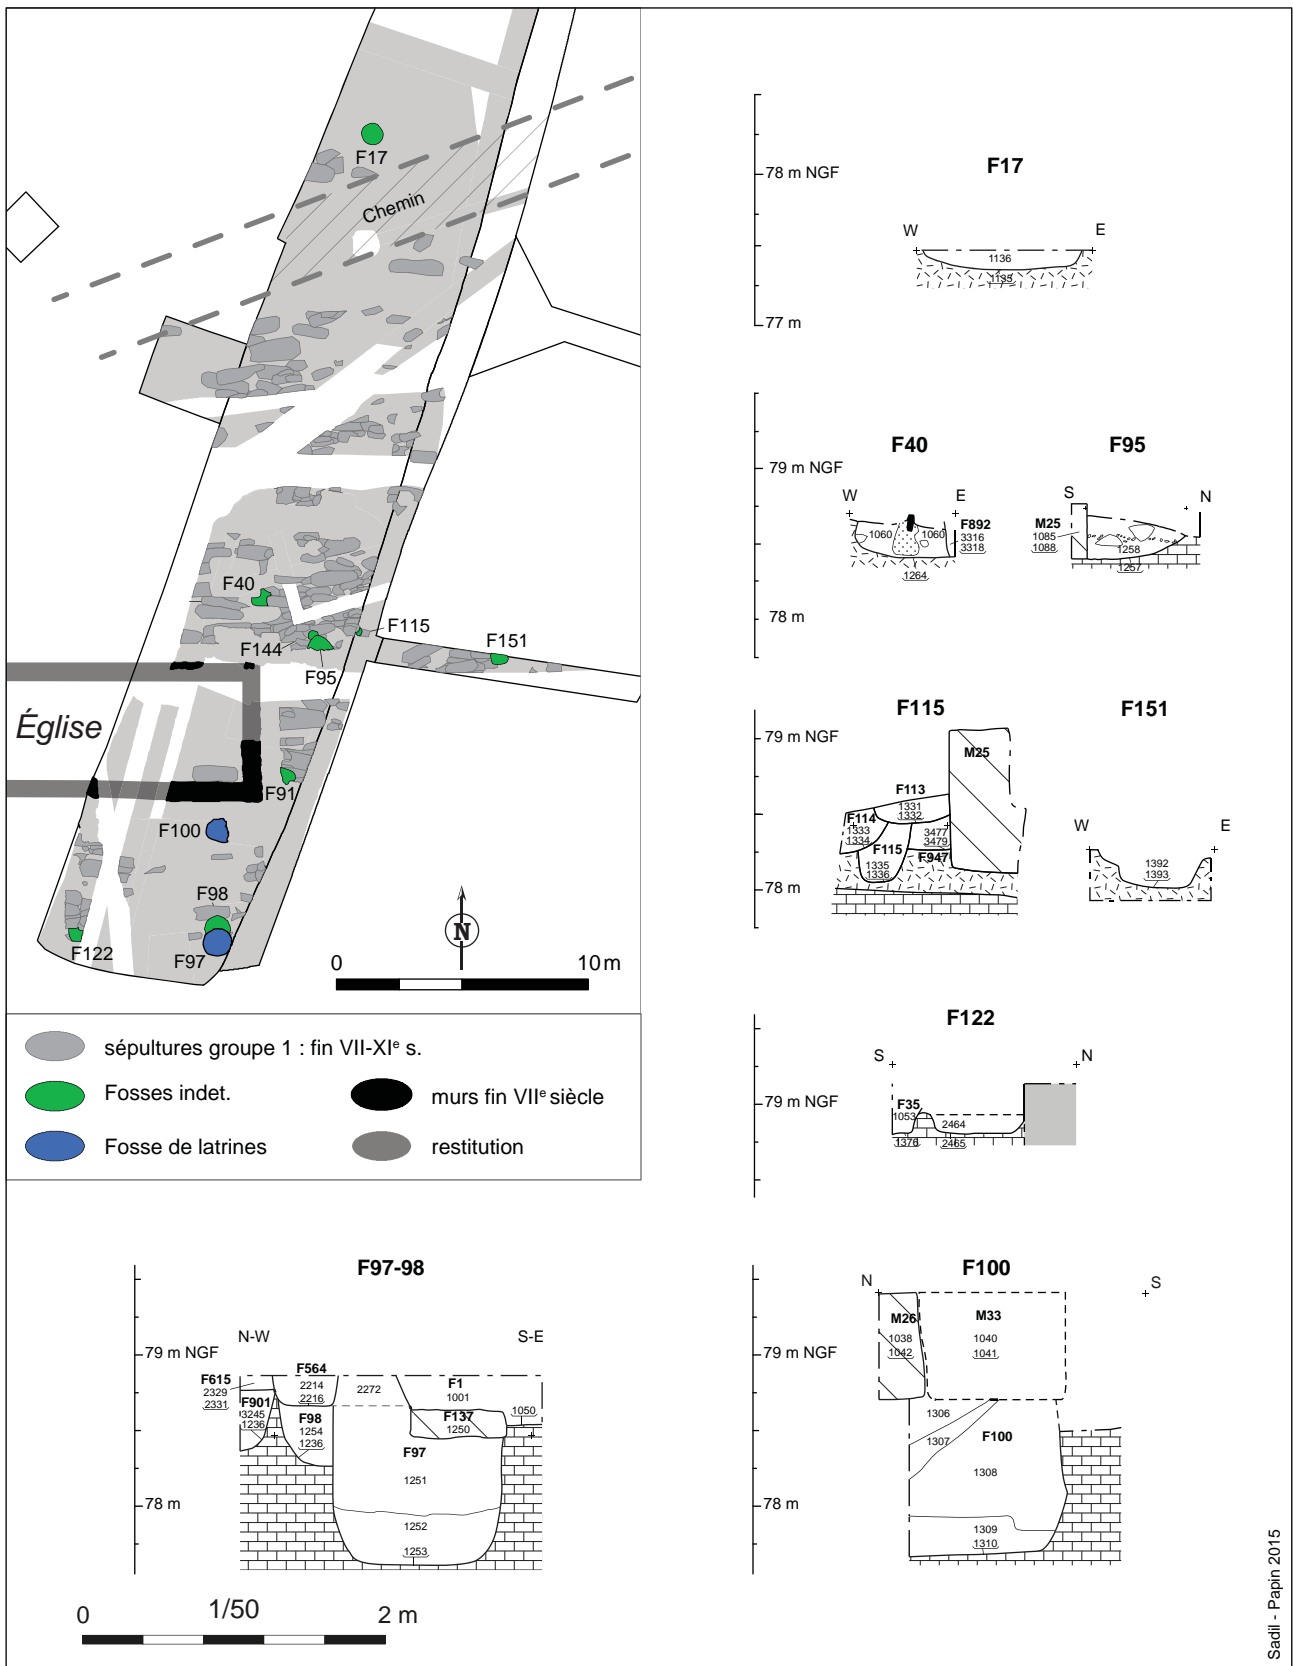 F17
Chemin
F40
F144
F115
F95
F151
Église
F91
F100
F98
F122
F97
N
0 10 m
sépultures groupe 1 : fin VII-XIe s.
Fosses indet.
murs fin VIIe siècle
Fosse de latrines
restitution
78 m NGF
77 m
F17
W E
1136
1135
79 m NGF
78 m
F40
W E
1060 1060
F892
3316
3318
1264
F95
S N
M25
1085
1088
1258
1257
79 m NGF
78 m
F115
M25
F113
1331
1332
F114
1333
1334
3477
3479
F115
F947
1335
1336
F151
W E
1392
1393
79 m NGF
F122
S N
F35
1053
2464
1376
2465
F97-98
N-W S-E
79 m NGF
78 m
F615
2329
2331
F564
2214
2216
2272
F1
1001
F901
3245
1236
F98
1254
1236
F137
1250
1050
F97
1251
1252
1253
0 1/50 2 m
79 m NGF
78 m
F100
N S
M26
1038
1042
M33
1040
1041
1306
1307
F100
1308
1309
1310
Sadil - Papin 2015